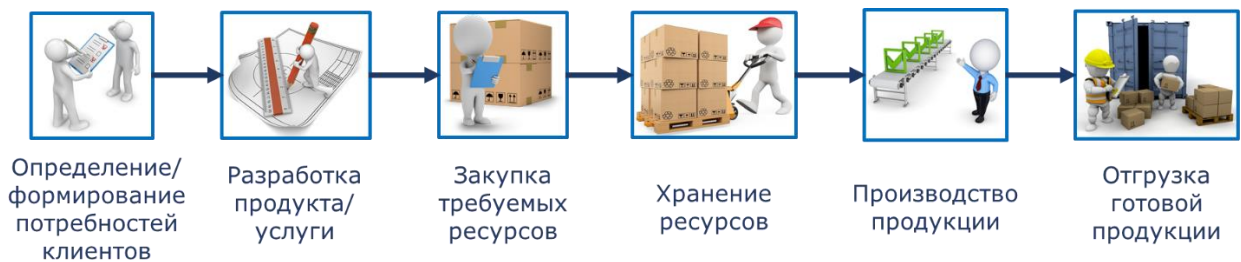 Определение/
формирование
потребностей
клиентов
Разработка
продукта/
услуги
Закупка
требуемых
ресурсов
Хранение
ресурсов
Производство
продукции
Отгрузка
готовой
продукции